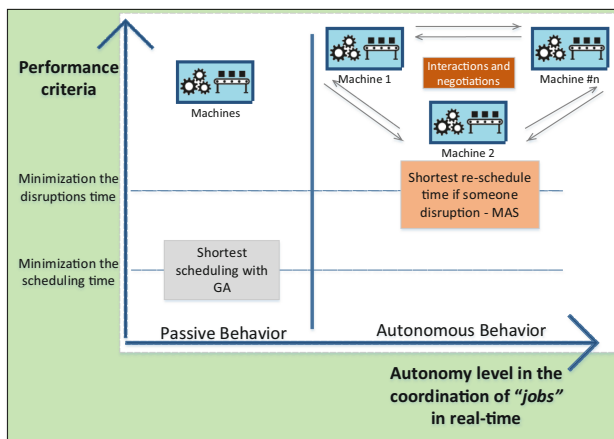 Performance
criteria
Machines
Machine 1
Interactions and
negotiations
Machine #n
Machine 2
Minimization the
disruptions time
Shortest re-schedule
time if someone
disruption - MAS
Minimization the
scheduling time
Shortest
scheduling with
GA
Passive Behavior
Autonomous Behavior
Autonomy level in the
coordination of “jobs”
in real-time